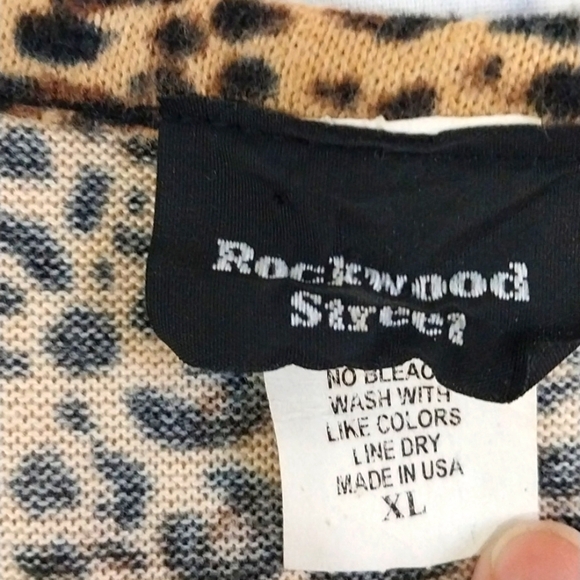 Rockwood
Street
NO BLEAC
WASH WITH
LIKE COLORS
LINE DRY
MADE IN USA
XL